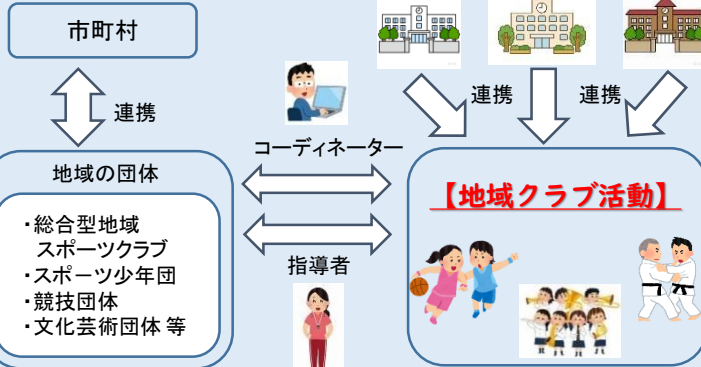 市町村
連携
連携
連携
コーディネーター
地域の団体
・総合型地域
スポーツクラブ
・スポーツ少年団
・競技団体
・文化芸術団体 等
指導者
【地域クラブ活動】